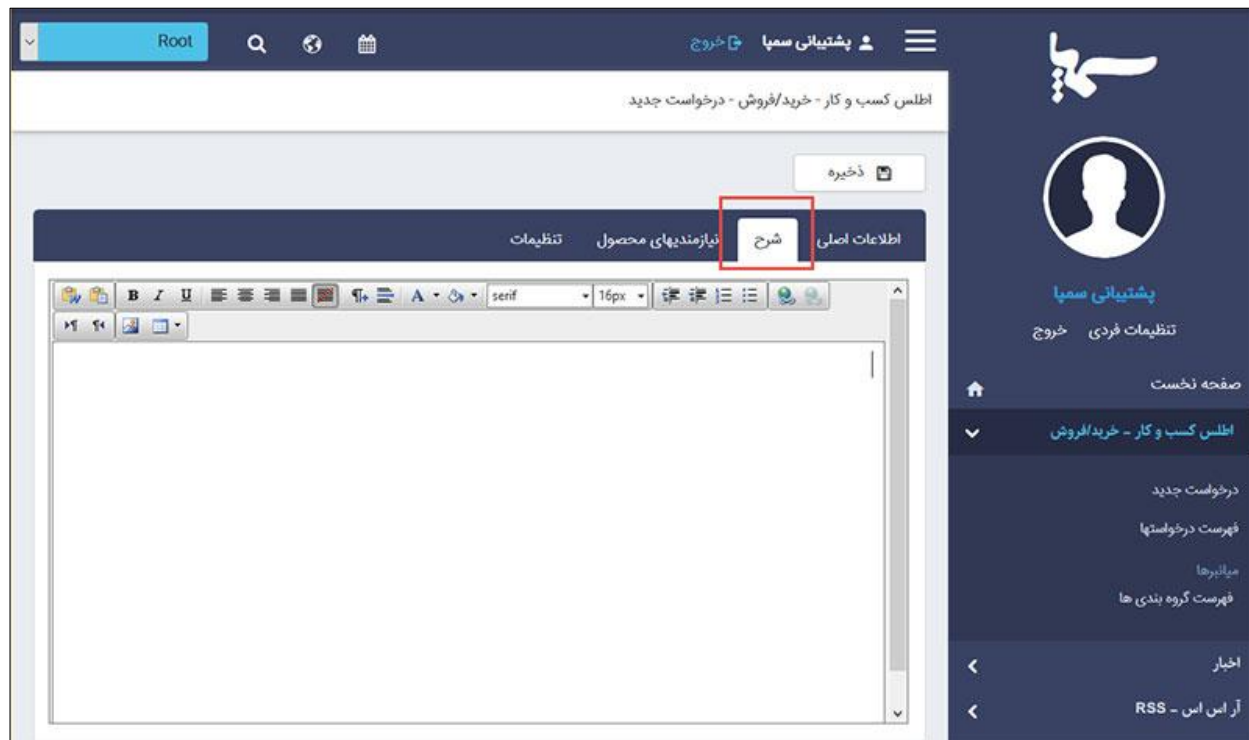 سمپا
پشتیبانی سمپا
تنظیمات فردی خروج
صفحه نخست
اطلس کسب و کار - خرید/فروش
درخواست جدید
فهرست درخواستها
میانبرها
فهرست گروه بندی ها
اخبار
آر اس اس - RSS
پشتیبانی سمپا خروج
Root
اطلس کسب و کار - خرید/فروش - درخواست جدید
ذخیره
اطلاعات اصلی شرح نیازمندیهای محصول تنظیمات
B I U A serif 16px